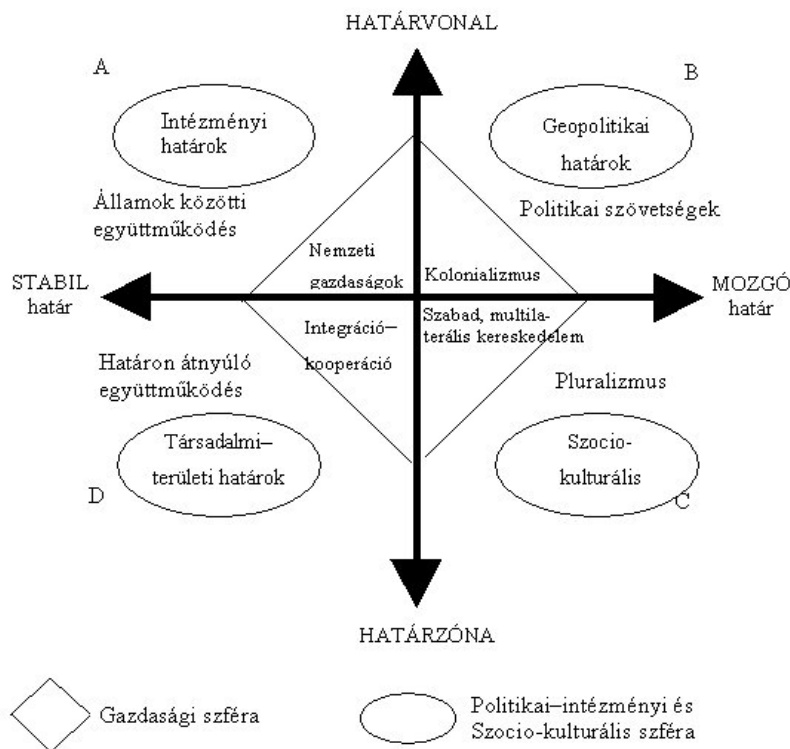 HATÁRVONAL
A
B
Intézményi
határok
Geopolitikai
határok
Államok közötti
együttműködés
Politikai szövetségek
Nemzeti
gazdaságok
Kolonializmus
STABIL
határ
MOZGÓ
határ
Integráció–
kooperáció
Szabad, multila-
terális kereskedelem
Határon átnyúló
együttműködés
Pluralizmus
Társadalmi–
területi határok
Szocio-
kulturális
D
C
HATÁRZÓNA
Gazdasági szféra
Politikai–intézményi és
Szocio-kulturális szféra